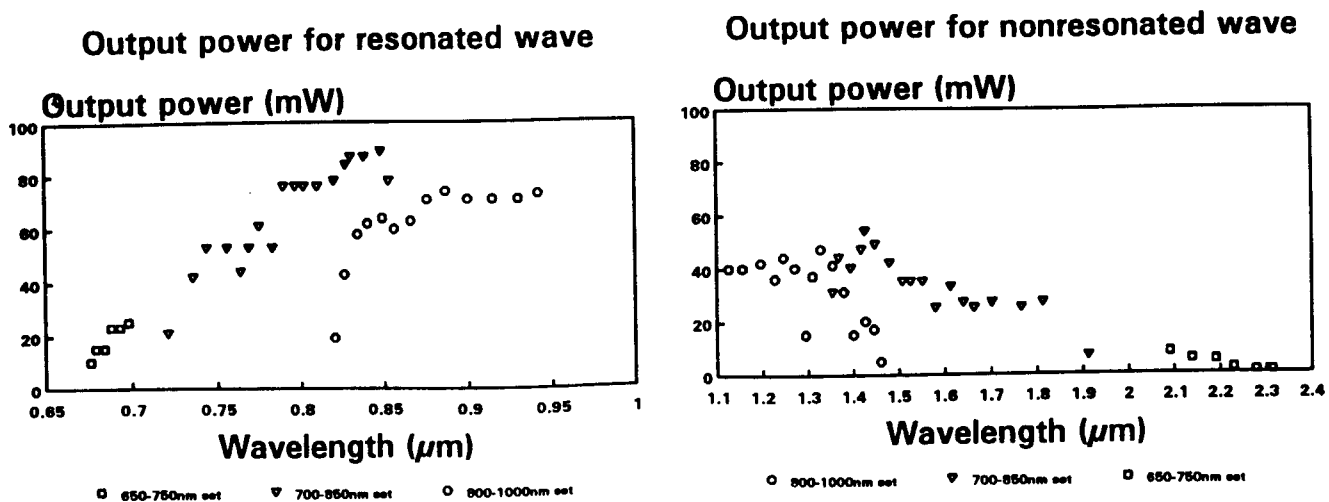 Output power for resonated wave
Output power (mW)
100
80
60
40
20
0
0.65 0.7 0.75 0.8 0.85 0.9 0.95 1
Wavelength (μm)
650-750nm set 700-850nm set 800-1000nm set
Output power for nonresonated wave
Output power (mW)
100
80
60
40
20
0
1.1 1.2 1.3 1.4 1.5 1.6 1.7 1.8 1.9 2 2.1 2.2 2.3 2.4
Wavelength (μm)
800-1000nm set 700-850nm set 650-750nm set